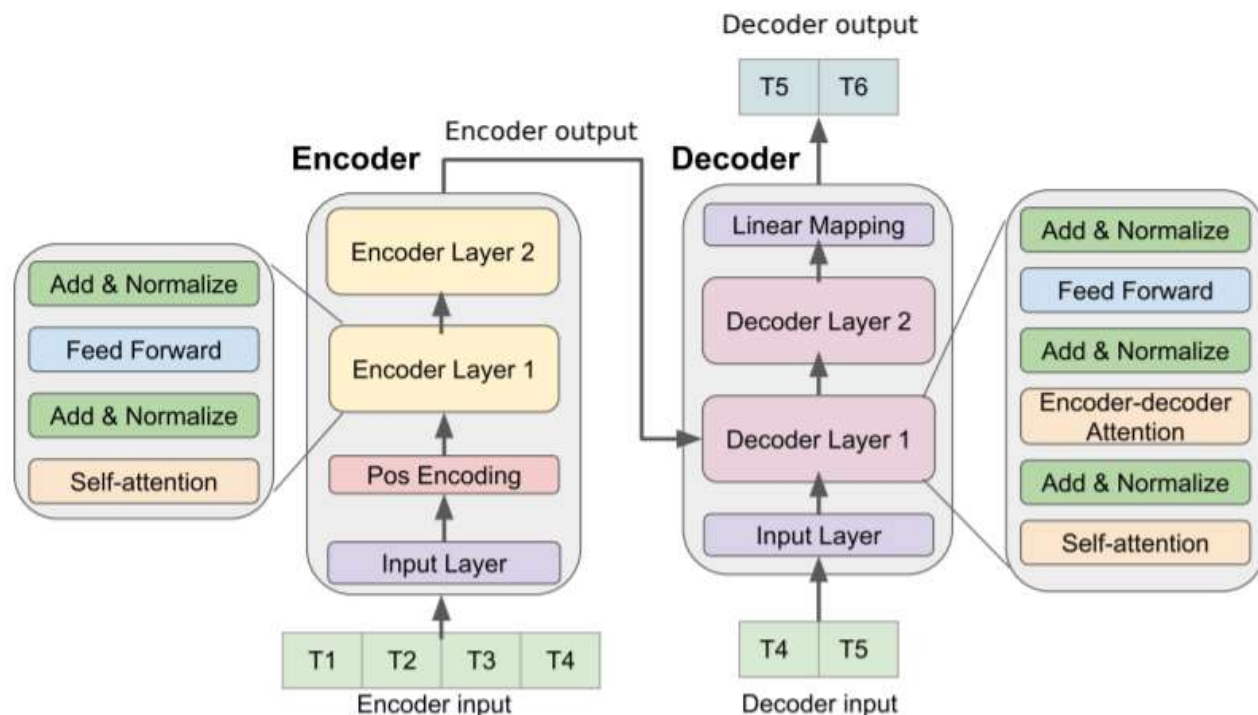 Decoder output
T5 T6
Encoder output
Encoder
Decoder
Add & Normalize
Feed Forward
Add & Normalize
Self-attention
Encoder Layer 2
Encoder Layer 1
Pos Encoding
Input Layer
T1 T2 T3 T4
Encoder input
Linear Mapping
Decoder Layer 2
Decoder Layer 1
Input Layer
T4 T5
Decoder input
Add & Normalize
Feed Forward
Add & Normalize
Encoder-decoder
Attention
Add & Normalize
Self-attention